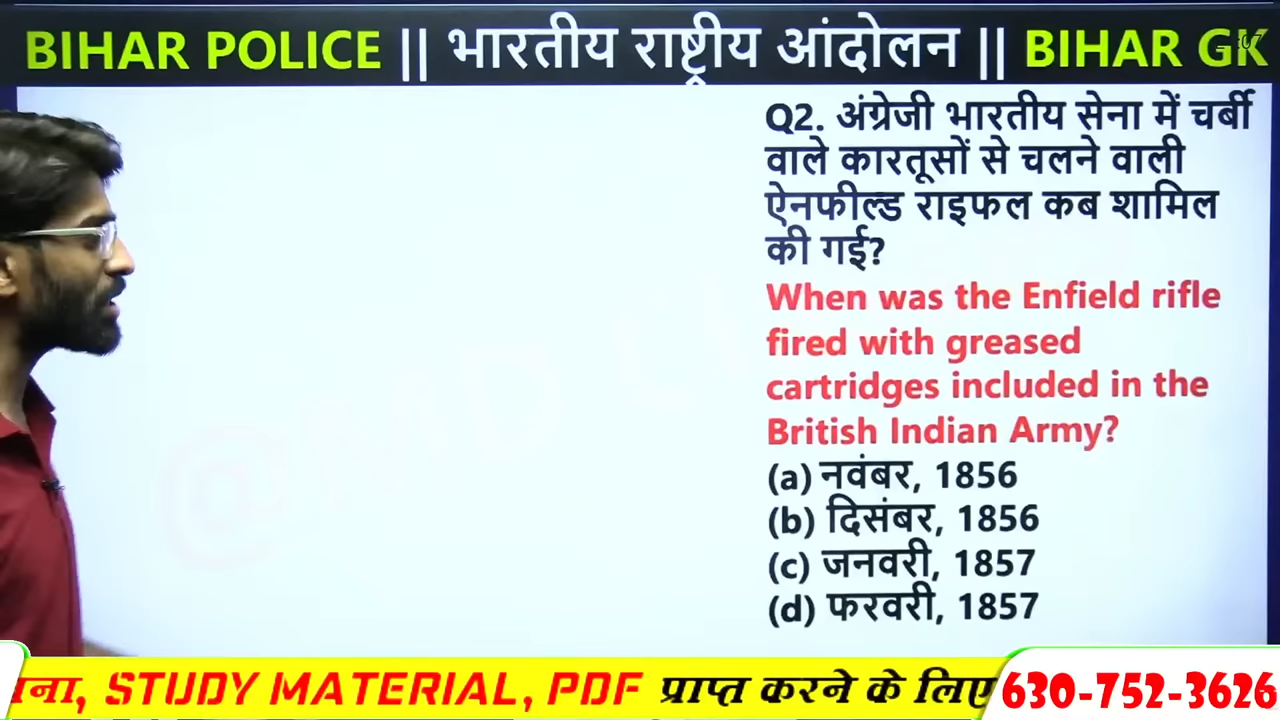 BIHAR POLICE || भारतीय राष्ट्रीय आंदोलन || BIHAR GK
Q2. अंग्रेजी भारतीय सेना में चर्बी
वाले कारतूसों से चलने वाली
ऐनफील्ड राइफल कब शामिल
की गई?
When was the Enfield rifle
fired with greased
cartridges included in the
British Indian Army?
(a) नवंबर, 1856
(b) दिसंबर, 1856
(c) जनवरी, 1857
(d) फरवरी, 1857
STUDY MATERIAL, PDF प्राप्त करने के लिए
630-752-3626